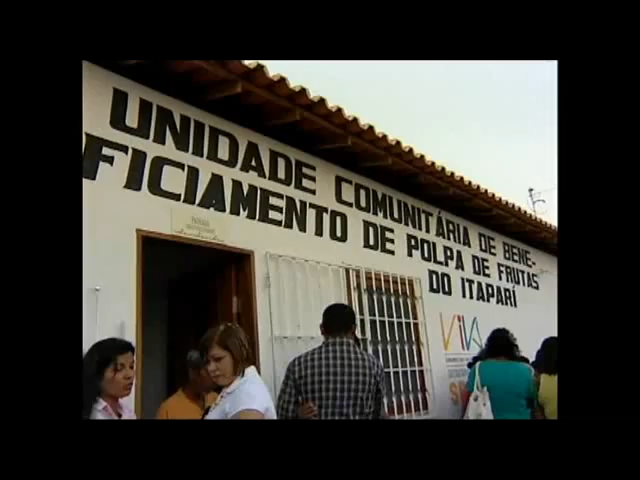 UNIDADE COMUNITÁRIA DE BENE-
FICIAMENTO DE POLPA DE FRUTAS
DO ITAPARÍ
VIVA